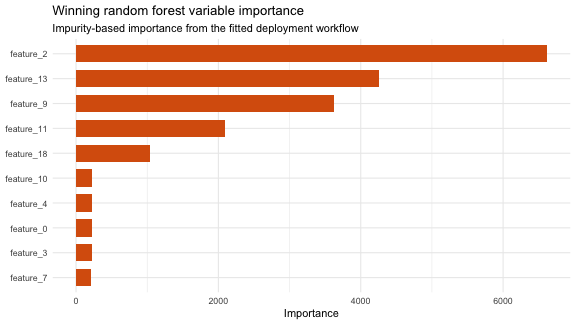 Winning random forest variable importance
Impurity-based importance from the fitted deployment workflow
feature_2
feature_13
feature_9
feature_11
feature_18
feature_10
feature_4
feature_0
feature_3
feature_7
0 2000 4000 6000
Importance